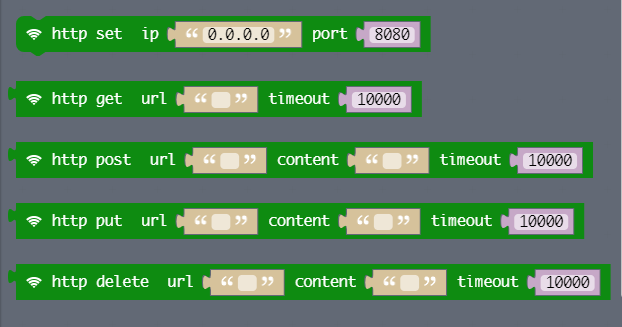 http set ip “ 0.0.0.0 ” port 8080
http get url “ ” timeout 10000
http post url “ ” content “ ” timeout 10000
http put url “ ” content “ ” timeout 10000
http delete url “ ” content “ ” timeout 10000